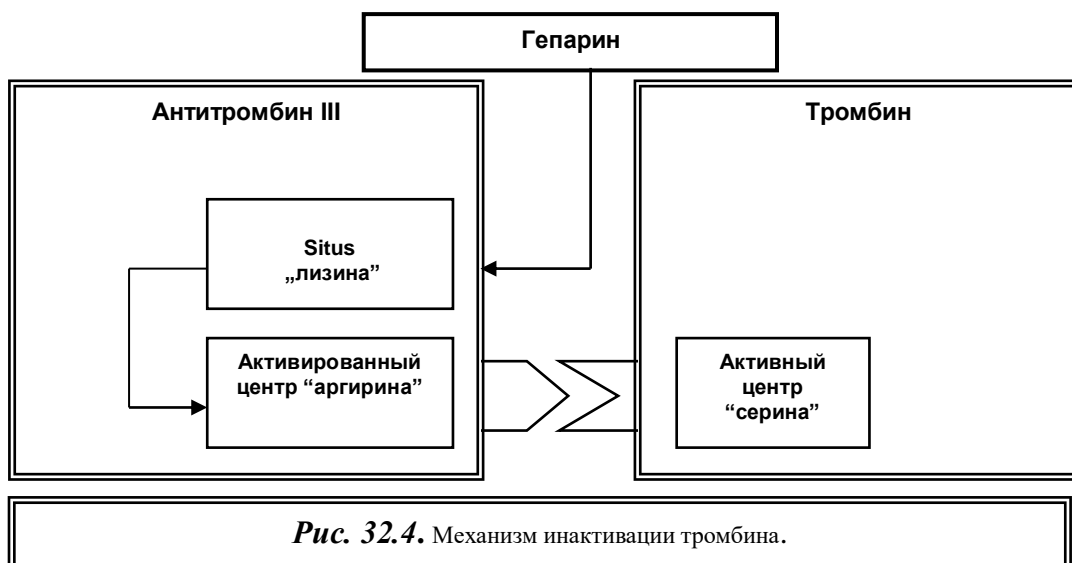 Гепарин
Антитромбин III
Тромбин
Situs
„лизина”
Активированный
центр “аргирина”
Активный
центр
“серина”
Рис. 32.4. Механизм инактивации тромбина.